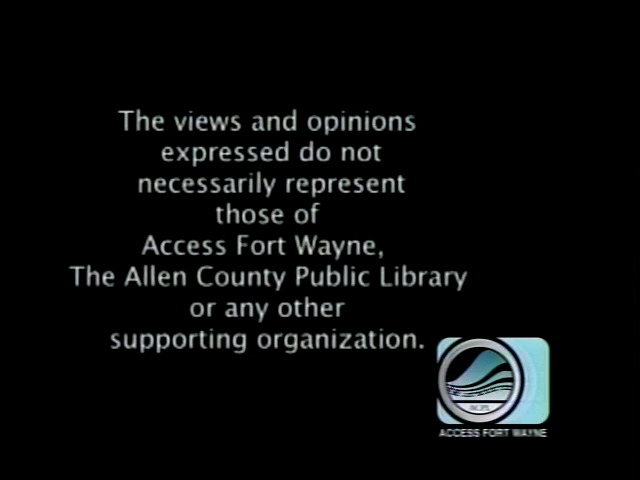 The views and opinions
expressed do not
necessarily represent
those of
Access Fort Wayne,
The Allen County Public Library
or any other
supporting organization.
ACPL
ACCESS FORT WAYNE